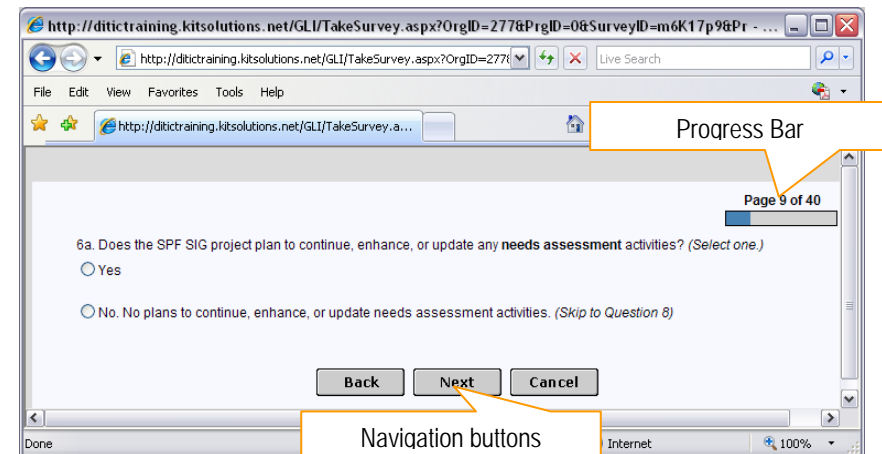 http://ditictraining.kitsolutions.net/GLI/TakeSurvey.aspx?OrgID=277&PrgID=0&SurveyID=m6K17p9&Pr - ...
http://ditictraining.kitsolutions.net/GLI/TakeSurvey.aspx?OrgID=277&
Live Search
File Edit View Favorites Tools Help
http://ditictraining.kitsolutions.net/GLI/TakeSurvey.a...
Progress Bar
Page 9 of 40
6a. Does the SPF SIG project plan to continue, enhance, or update any needs assessment activities? (Select one.)
Yes
No. No plans to continue, enhance, or update needs assessment activities. (Skip to Question 8)
Back Next Cancel
Navigation buttons
Done Internet 100%